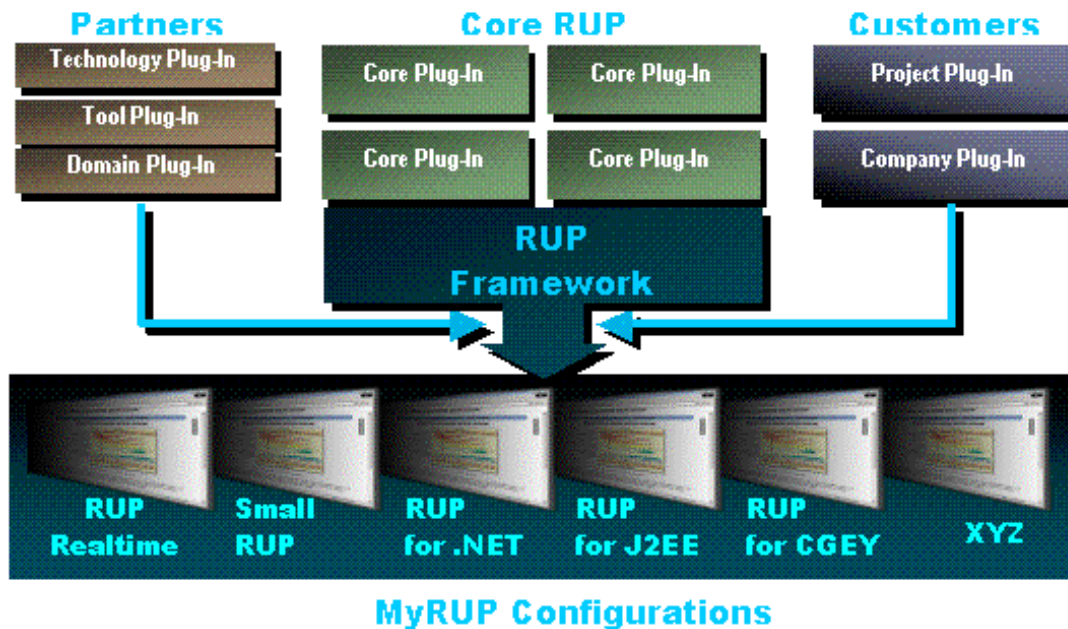 Partners
Core RUP
Customers
Technology Plug-In
Tool Plug-In
Domain Plug-In
Core Plug-In
Core Plug-In
Core Plug-In
Core Plug-In
Project Plug-In
Company Plug-In
RUP
Framework
RUP
Realtime
Small
RUP
RUP
for .NET
RUP
for J2EE
RUP
for CGEY
XYZ
MyRUP Configurations